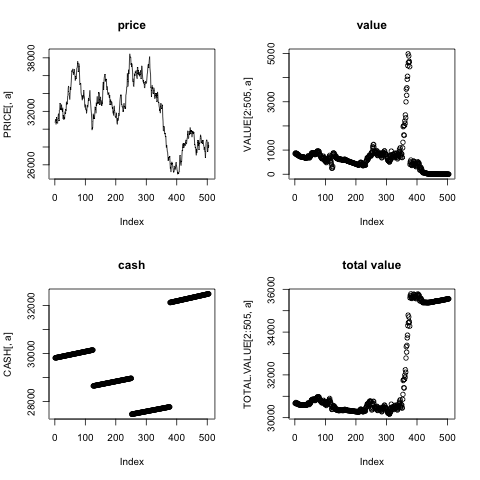 price
PRICE[, a]
26000 32000 38000
0 100 200 300 400 500
Index
value
VALUE[2:505, a]
0 1000 3000 5000
0 100 200 300 400 500
Index
cash
CASH[, a]
28000 30000 32000
0 100 200 300 400 500
Index
total value
TOTAL.VALUE[2:505, a]
30000 32000 34000 36000
0 100 200 300 400 500
Index